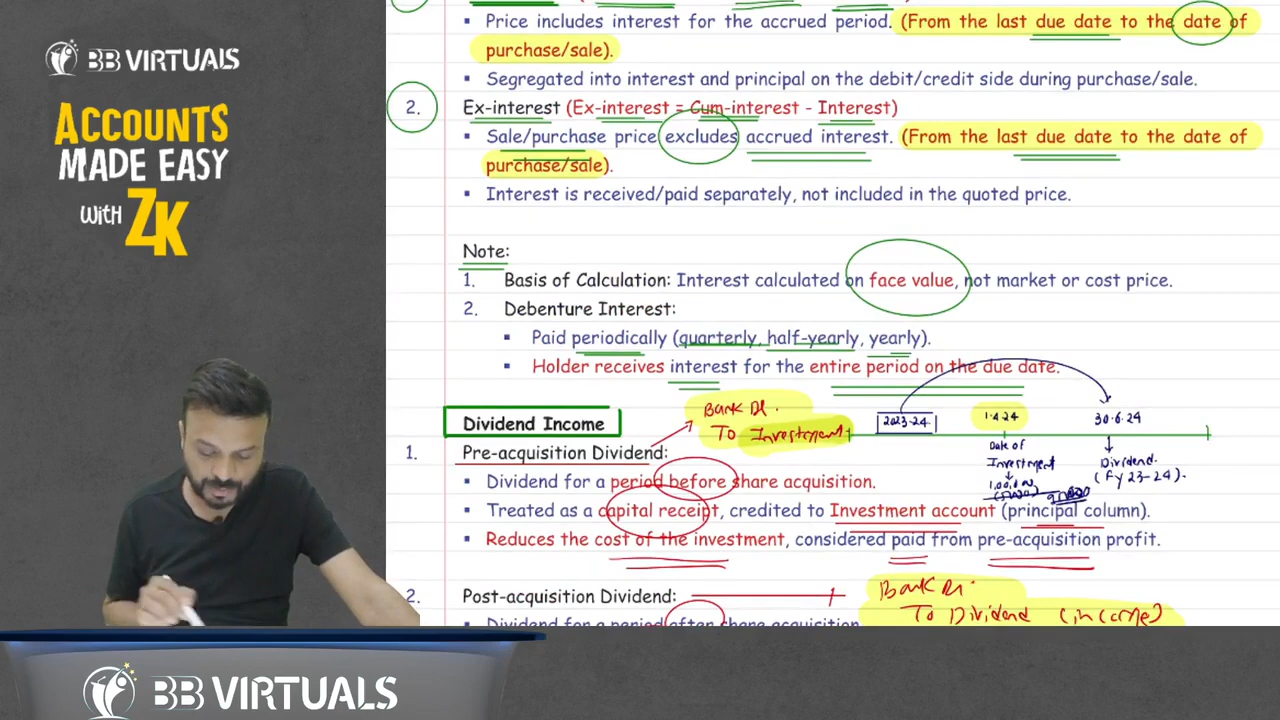 BB VIRTUALS
ACCOUNTS
MADE EASY
with ZK
▪ Price includes interest for the accrued period. (From the last due date to the date of
purchase/sale).
▪ Segregated into interest and principal on the debit/credit side during purchase/sale.
2. Ex-interest (Ex-interest = Cum-interest - Interest)
▪ Sale/purchase price excludes accrued interest. (From the last due date to the date of
purchase/sale).
▪ Interest is received/paid separately, not included in the quoted price.
Note:
1. Basis of Calculation: Interest calculated on face value, not market or cost price.
2. Debenture Interest:
▪ Paid periodically (quarterly, half-yearly, yearly).
▪ Holder receives interest for the entire period on the due date.
Bank Dr.
To Investment
2023-24
1.4.24
30.6.24
Date of
Investment
1,00,000
Dividend.
(FY 23-24).
Dividend Income
1. Pre-acquisition Dividend:
▪ Dividend for a period before share acquisition.
▪ Treated as a capital receipt, credited to Investment account (principal column).
▪ Reduces the cost of the investment, considered paid from pre-acquisition profit.
2. Post-acquisition Dividend:
Bank Dr.
To Dividend (income)
▪ Dividend for a period after share acquisition
BB VIRTUALS